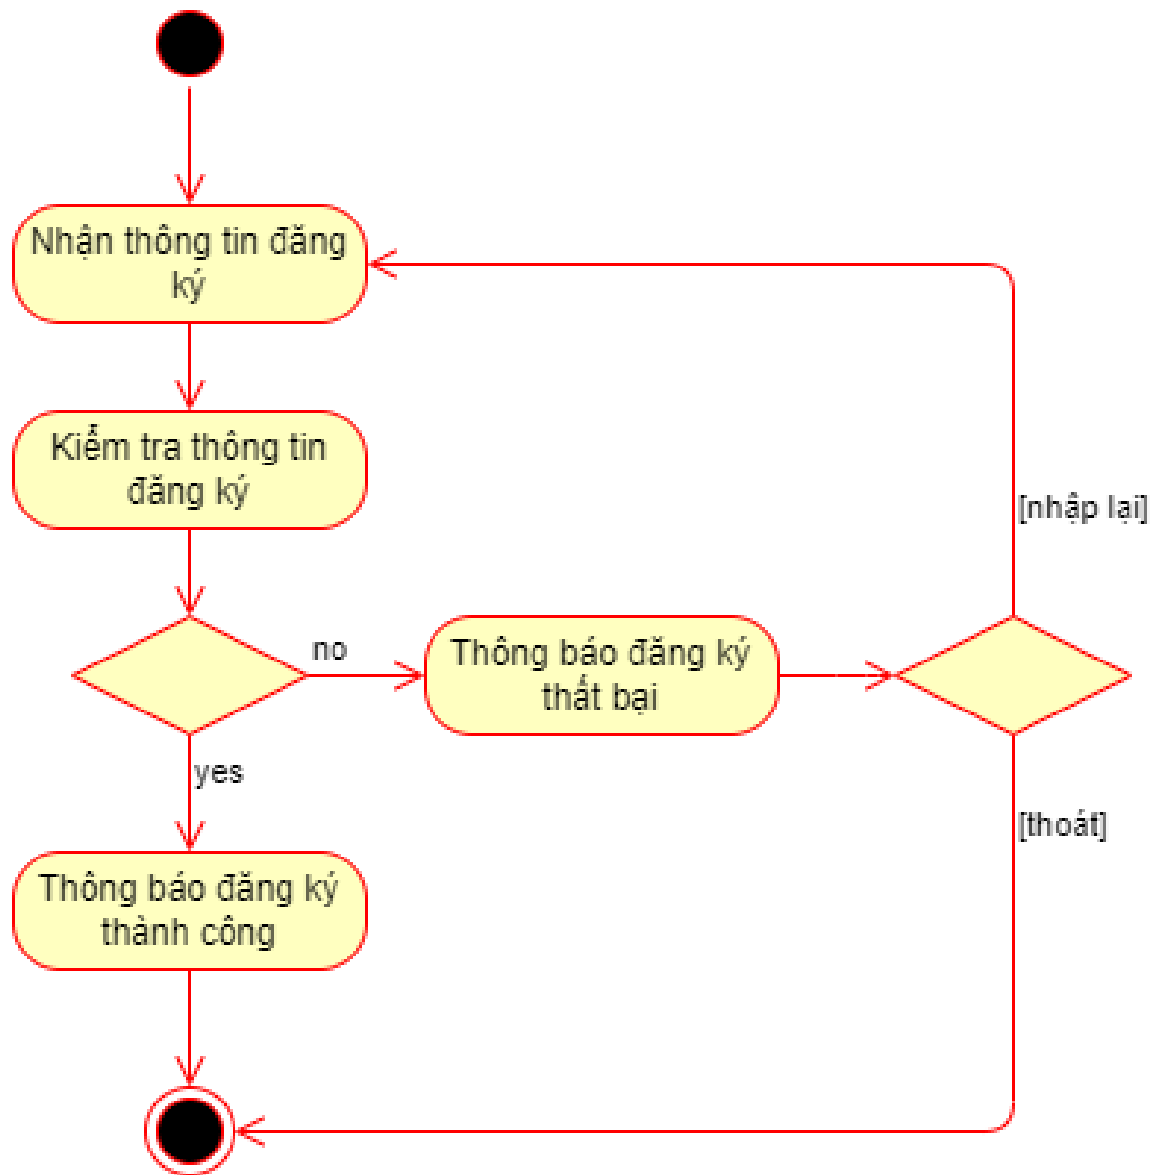 Nhận thông tin đăng
ký
Kiểm tra thông tin
đăng ký
[nhập lại]
no
Thông báo đăng ký
thất bại
yes
[thoát]
Thông báo đăng ký
thành công